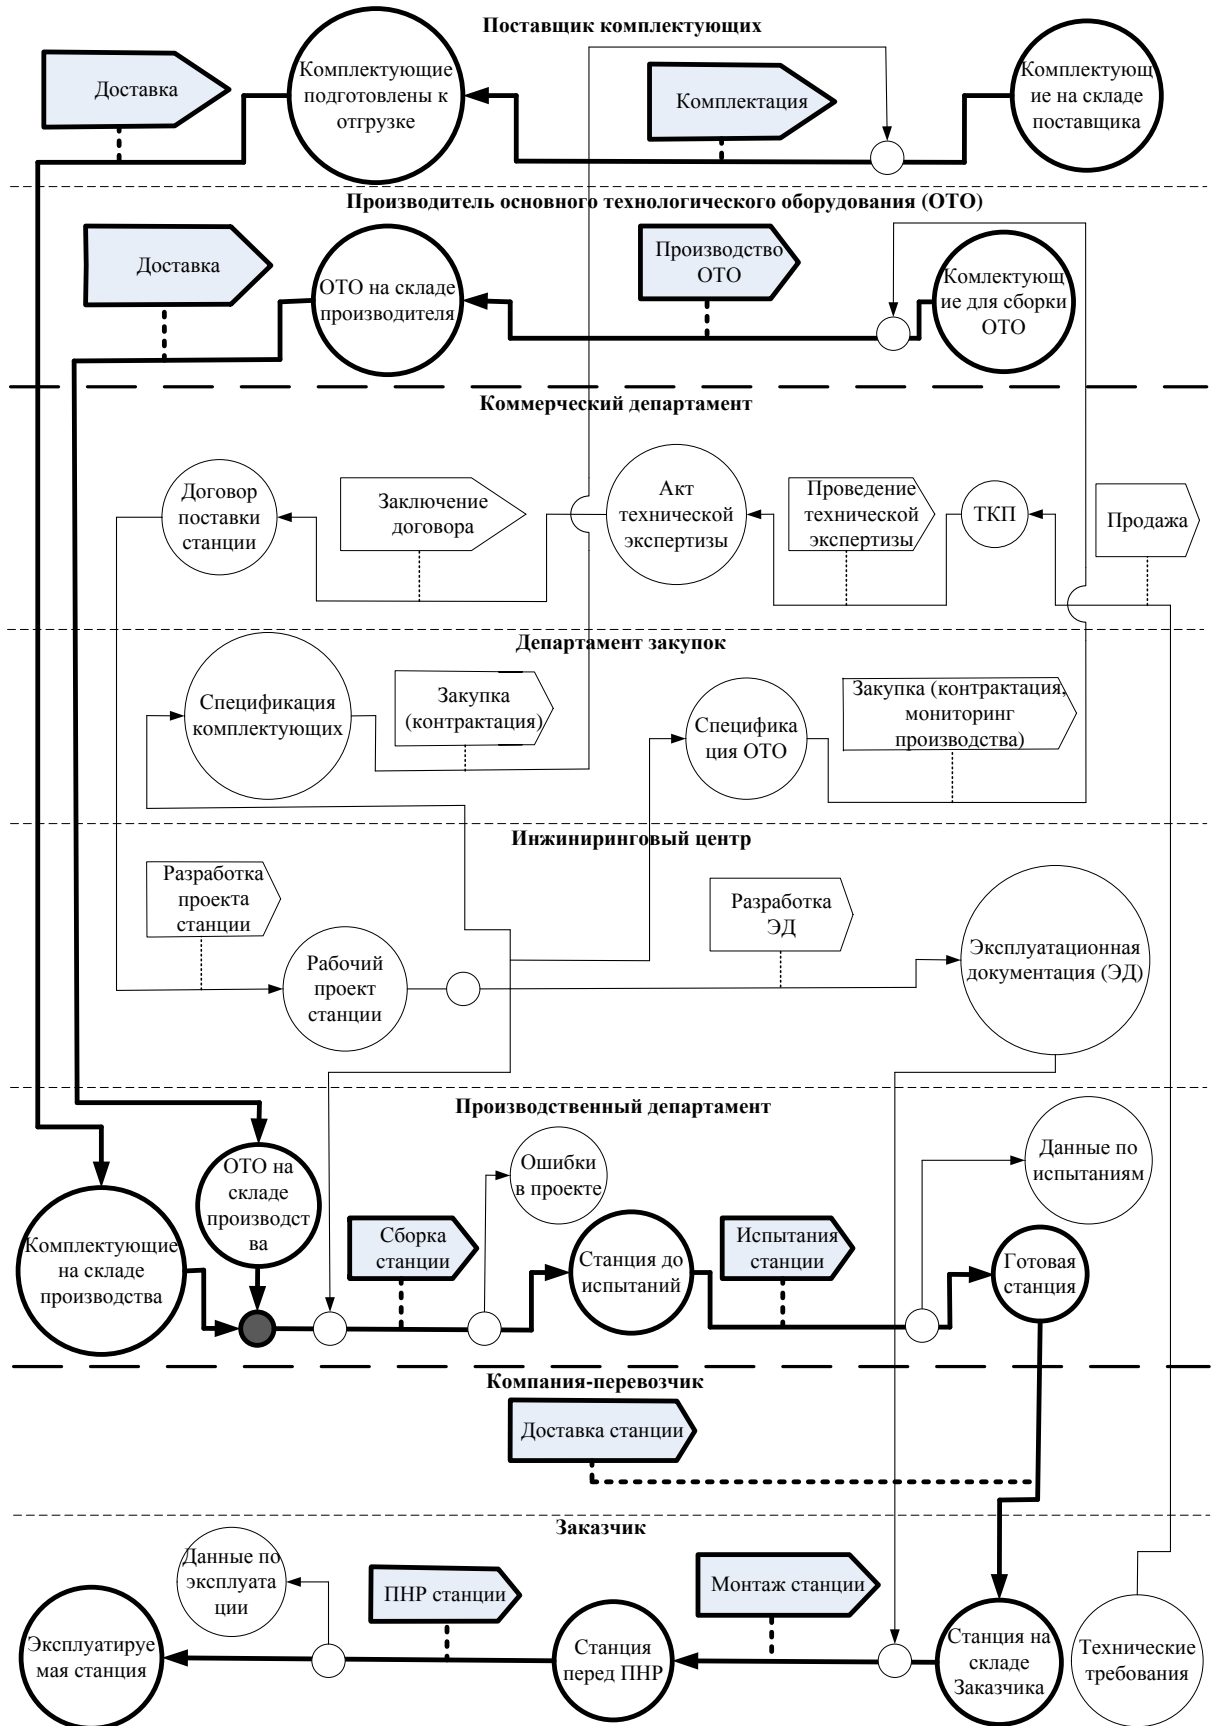 Поставщик комплектующих
Доставка
Комплектующие
подготовлены к
отгрузке
Комплектация
Комплектующ
ие на складе
поставщика
Производитель основного технологического оборудования (ОТО)
Доставка
ОТО на складе
производителя
Производство
ОТО
Комлектующ
ие для сборки
ОТО
Коммерческий департамент
Договор
поставки
станции
Заключение
договора
Акт
технической
экспертизы
Проведение
технической
экспертизы
ТКП
Продажа
Департамент закупок
Спецификация
комплектующих
Закупка
(контрактация)
Специфика
ция ОТО
Закупка (контрактация,
мониторинг
производства)
Инжиниринговый центр
Разработка
проекта
станции
Рабочий
проект
станции
Разработка
ЭД
Эксплуатационная
документация (ЭД)
Производственный департамент
Комплектующие
на складе
производства
ОТО на
складе
производст
ва
Сборка
станции
Ошибки
в проекте
Станция до
испытаний
Испытания
станции
Данные по
испытаниям
Готовая
станция
Компания-перевозчик
Доставка станции
Заказчик
Эксплуатируе
мая станция
Данные по
эксплуата
ции
ПНР станции
Станция
перед ПНР
Монтаж станции
Станция на
складе
Заказчика
Технические
требования